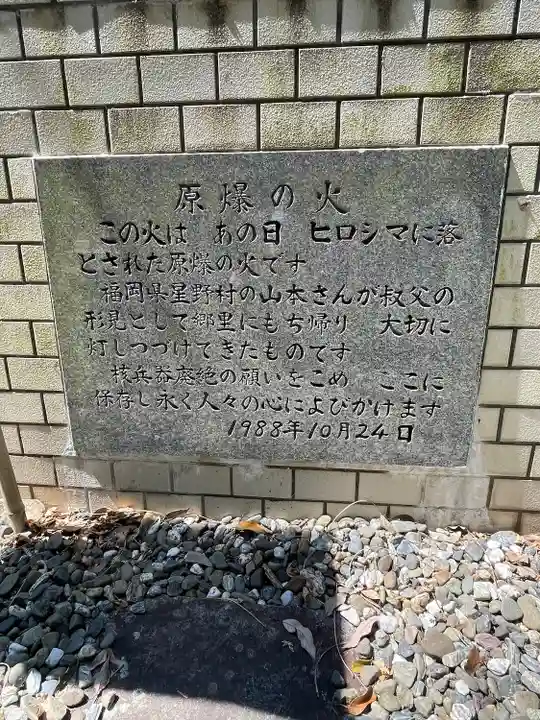 原爆の火
この火は あの日 ヒロシマに落
とされた原爆の火です
福岡県星野村の山本さんが叔父の
形見として郷里にもち帰り 大切に
灯しつづけてきたものです
核兵器廃絶の願いをこめ ここに
保存し永く人々の心によびかけます
1988年10月24日